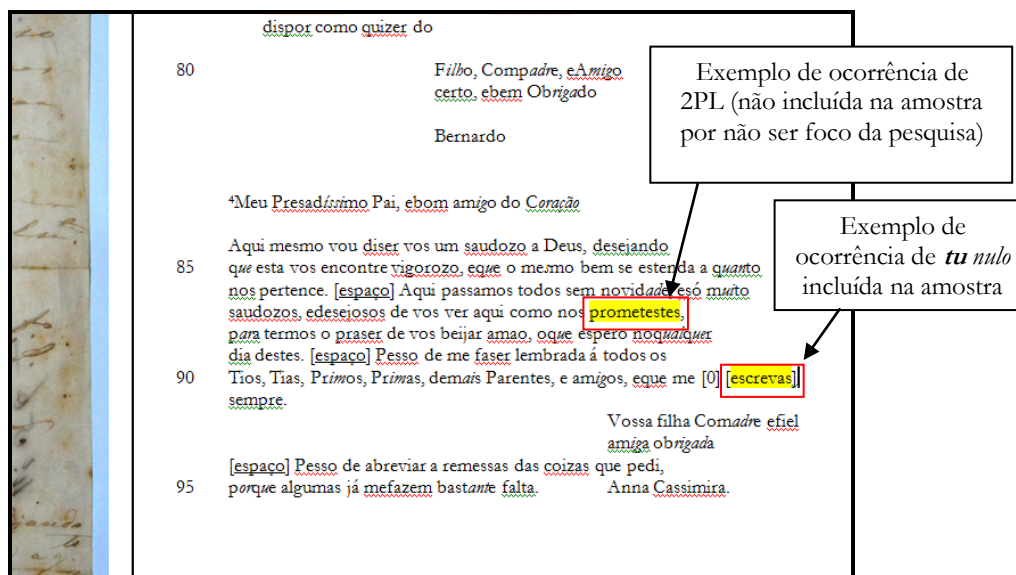 dispor como quizer do
80 Filho, Compadre, eAmigo
certo, ebem Obrigado
Bernardo
Exemplo de ocorrência de
2PL (não incluída na amostra
por não ser foco da pesquisa)
⁴Meu Presadíssimo Pai, ebom amigo do Coração
Exemplo de
ocorrência de tu nulo
incluída na amostra
Aqui mesmo vou diser vos um saudozo a Deus, desejando
85 que esta vos encontre vigorozo, eque o mesmo bem se estenda a quanto
nos pertence. [espaço] Aqui passamos todos sem novidade, esó muito
saudozos, edesejosos de vos ver aqui como nos prometestes,
para termos o praser de vos beijar amao, oque espero noqualquer
dia destes. [espaço] Pesso de me faser lembrada á todos os
90 Tios, Tias, Primos, Primas, demais Parentes, e amigos, eque me [0] [escrevas]
sempre.
Vossa filha Comadre efiel
amiga obrigada
[espaço] Pesso de abreviar a remessas das coizas que pedi,
95 porque algumas já mefazem bastante falta. Anna Cassimira.